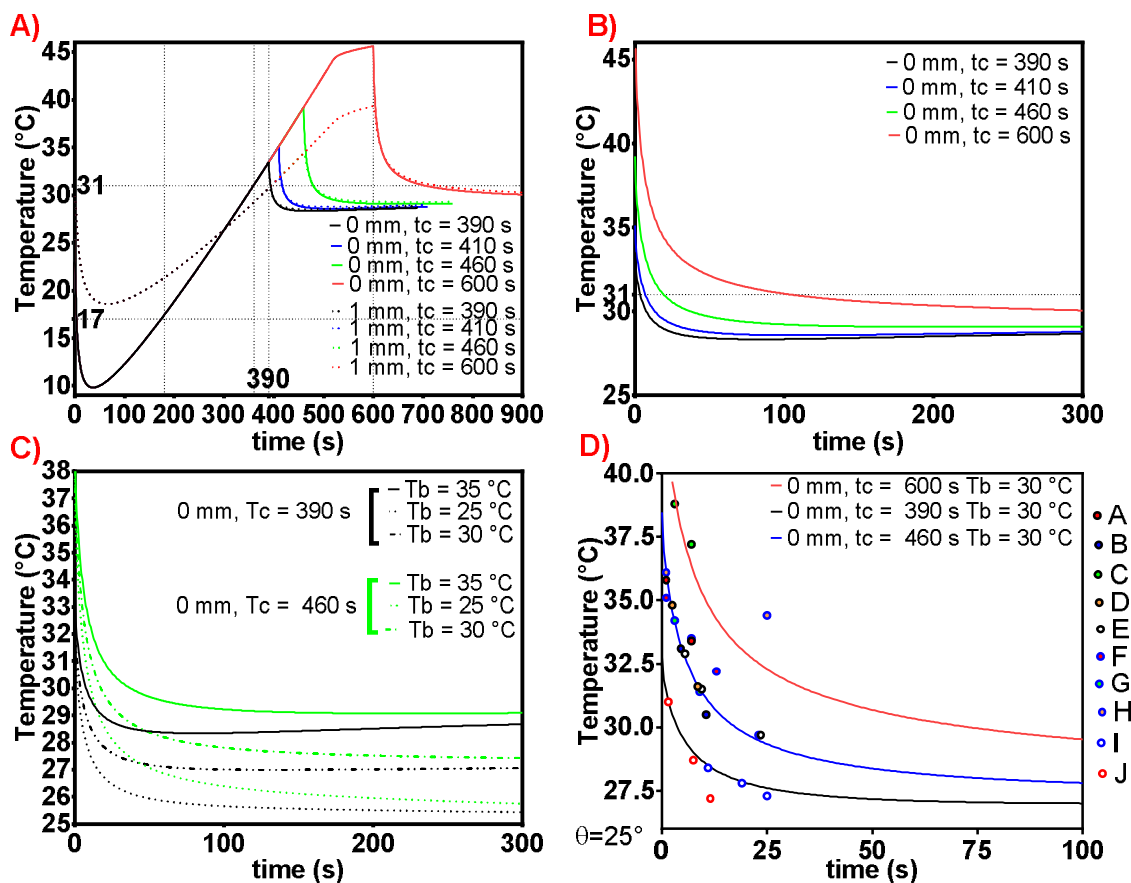 A)
Temperature (°C)
45
40
35
31
30
25
20
17
15
10
0 mm, tc = 390 s
0 mm, tc = 410 s
0 mm, tc = 460 s
0 mm, tc = 600 s
1 mm, tc = 390 s
1 mm, tc = 410 s
1 mm, tc = 460 s
1 mm, tc = 600 s
390
0 100 200 300 400 500 600 700 800 900
time (s)
B)
Temperature (°C)
45
40
35
31
30
25
0 mm, tc = 390 s
0 mm, tc = 410 s
0 mm, tc = 460 s
0 mm, tc = 600 s
0 100 200 300
time (s)
C)
Temperature (°C)
38
37
36
35
34
33
32
31
30
29
28
27
26
25
0 mm, Tc = 390 s
Tb = 35 °C
Tb = 25 °C
Tb = 30 °C
0 mm, Tc = 460 s
Tb = 35 °C
Tb = 25 °C
Tb = 30 °C
0 100 200 300
time (s)
D)
Temperature (°C)
40.0
37.5
35.0
32.5
30.0
27.5
θ=25°
0 mm, tc = 600 s Tb = 30 °C
0 mm, tc = 390 s Tb = 30 °C
0 mm, tc = 460 s Tb = 30 °C
A
B
C
D
E
F
G
H
I
J
0 25 50 75 100
time (s)